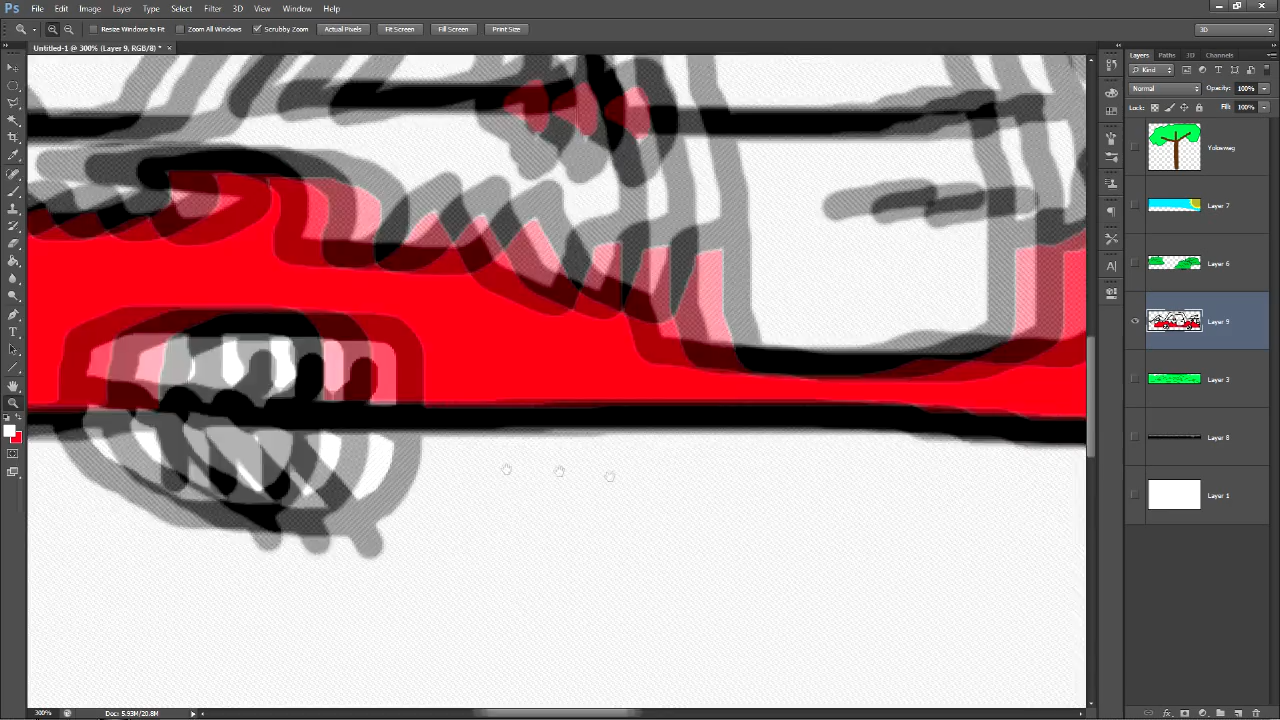 Ps File Edit Image Layer Type Select Filter 3D View Window Help
Resize Windows to Fit Zoom All Windows Scrubby Zoom Actual Pixels Fit Screen Fill Screen Print Size 3D
Untitled-1 @ 300% (Layer 9, RGB/8) * ×
Layers Paths 3D Channels
Kind
Normal Opacity: 100%
Lock: Fill: 100%
Layer 7
Layer 6
Layer 9
Layer 3
Layer 8
Layer 1
300% Doc: 5.93M/20.8M